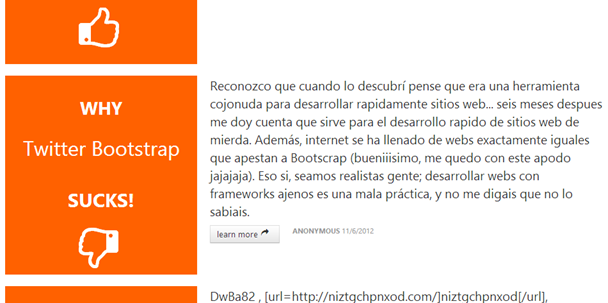 WHY
Twitter Bootstrap
SUCKS!
Reconozco que cuando lo descubrí pense que era una herramienta
cojonuda para desarrollar rapidamente sitios web... seis meses despues
me doy cuenta que sirve para el desarrollo rapido de sitios web de
mierda. Además, internet se ha llenado de webs exactamente iguales
que apestan a Bootscrap (bueniiisimo, me quedo con este apodo
jajajaja). Eso si, seamos realistas gente; desarrollar webs con
frameworks ajenos es una mala práctica, y no me digais que no lo
sabiais.
learn more
ANONYMOUS 11/6/2012
DwBa82 , [url=http://niztgchpnxod.com/]niztgchpnxod[/url],